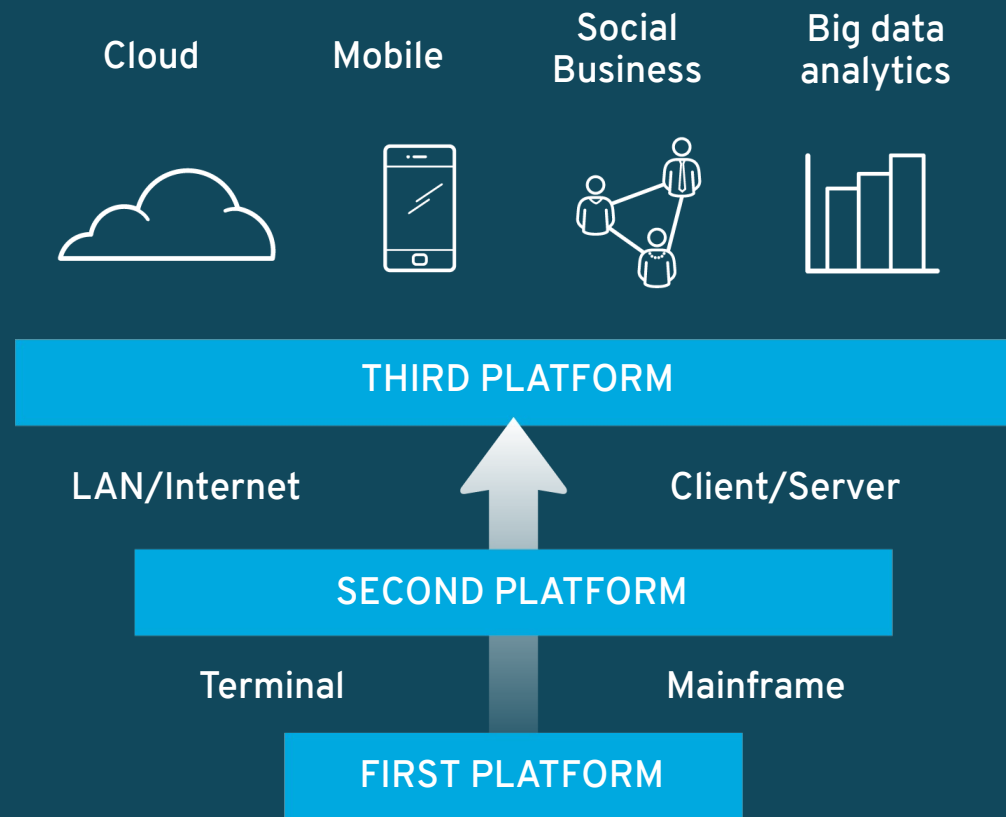 Cloud
Mobile
Social
Business
Big data
analytics
THIRD PLATFORM
LAN/Internet
Client/Server
SECOND PLATFORM
Terminal
Mainframe
FIRST PLATFORM